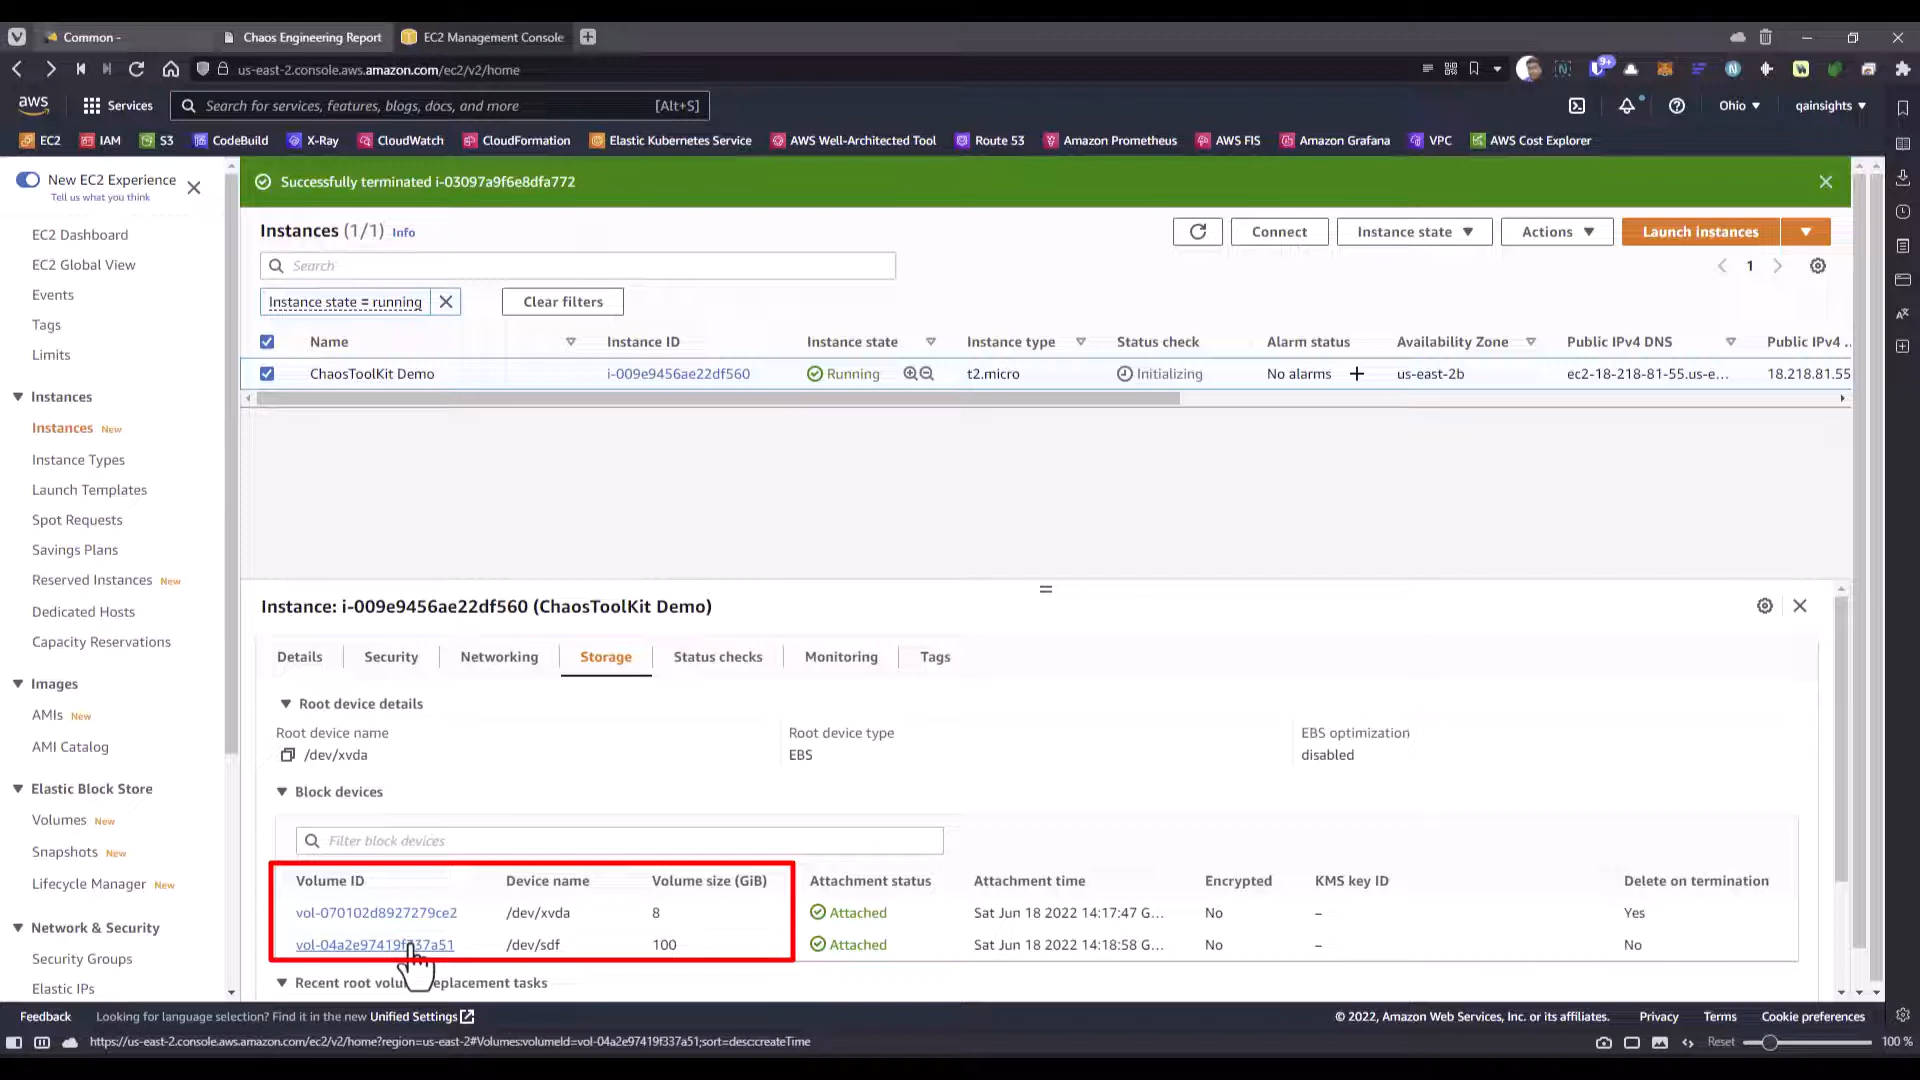 Common -
Chaos Engineering Report
EC2 Management Console
us-east-2.console.aws.amazon.com/ec2/v2/home
9+
aws
Services
Search for services, features, blogs, docs, and more
[Alt+S]
Ohio
qainsights
EC2
IAM
S3
CodeBuild
X-Ray
CloudWatch
CloudFormation
Elastic Kubernetes Service
AWS Well-Architected Tool
Route 53
Amazon Prometheus
AWS FIS
Amazon Grafana
VPC
AWS Cost Explorer
New EC2 Experience
Tell us what you think
EC2 Dashboard
EC2 Global View
Events
Tags
Limits
Instances
Instances New
Instance Types
Launch Templates
Spot Requests
Savings Plans
Reserved Instances New
Dedicated Hosts
Capacity Reservations
Images
AMIs New
AMI Catalog
Elastic Block Store
Volumes New
Snapshots New
Lifecycle Manager New
Network & Security
Security Groups
Elastic IPs
Successfully terminated i-03097a9f6e8dfa772
Instances (1/1) Info
Connect
Instance state
Actions
Launch instances
Search
1
Instance state = running
Clear filters
Name Instance ID Instance state Instance type Status check Alarm status Availability Zone Public IPv4 DNS Public IPv4 ..
ChaosToolKit Demo i-009e9456ae22df560 Running t2.micro Initializing No alarms us-east-2b ec2-18-218-81-55.us-e... 18.218.81.55
Instance: i-009e9456ae22df560 (ChaosToolKit Demo)
Details Security Networking Storage Status checks Monitoring Tags
Root device details
Root device name Root device type EBS optimization
/dev/xvda EBS disabled
Block devices
Filter block devices
Volume ID Device name Volume size (GiB) Attachment status Attachment time Encrypted KMS key ID Delete on termination
vol-070102d8927279ce2 /dev/xvda 8 Attached Sat Jun 18 2022 14:17:47 G... No – Yes
vol-04a2e97419f337a51 /dev/sdf 100 Attached Sat Jun 18 2022 14:18:58 G... No – No
Recent root volu eplacement tasks
Feedback
Looking for language selection? Find it in the new Unified Settings
© 2022, Amazon Web Services, Inc. or its affiliates.
Privacy
Terms
Cookie preferences
https://us-east-2.console.aws.amazon.com/ec2/v2/home?region=us-east-2#Volumes:volumeId=vol-04a2e97419f337a51;sort=desc:createTime
Reset
100 %